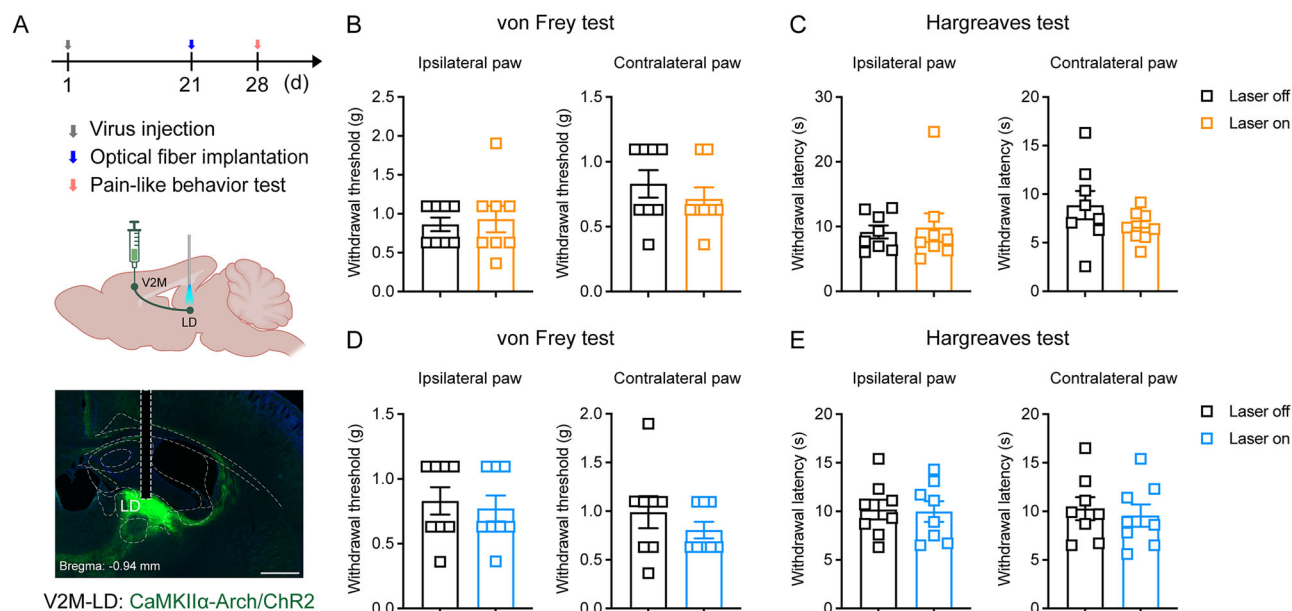 A
1 21 28 (d)
Virus injection
Optical fiber implantation
Pain-like behavior test
V2M
LD
LD
Bregma: -0.94 mm
V2M-LD: CaMKIIα-Arch/ChR2
B
von Frey test
Ipsilateral paw
Withdrawal threshold (g)
2.5
2.0
1.5
1.0
0.5
0.0
Contralateral paw
Withdrawal threshold (g)
1.5
1.0
0.5
0.0
C
Hargreaves test
Ipsilateral paw
Withdrawal latency (s)
30
20
10
0
Contralateral paw
Withdrawal latency (s)
20
15
10
5
0
Laser off
Laser on
D
von Frey test
Ipsilateral paw
Withdrawal threshold (g)
1.5
1.0
0.5
0.0
Contralateral paw
Withdrawal threshold (g)
2.0
1.5
1.0
0.5
0.0
E
Hargreaves test
Ipsilateral paw
Withdrawal latency (s)
20
15
10
5
0
Contralateral paw
Withdrawal latency (s)
20
15
10
5
0
Laser off
Laser on